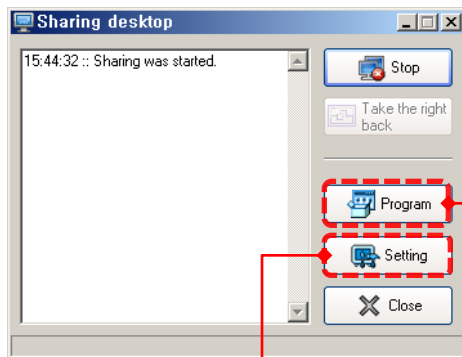 Sharing desktop
15:44:32 :: Sharing was started.
Stop
Take the right
back
Program
Setting
Close